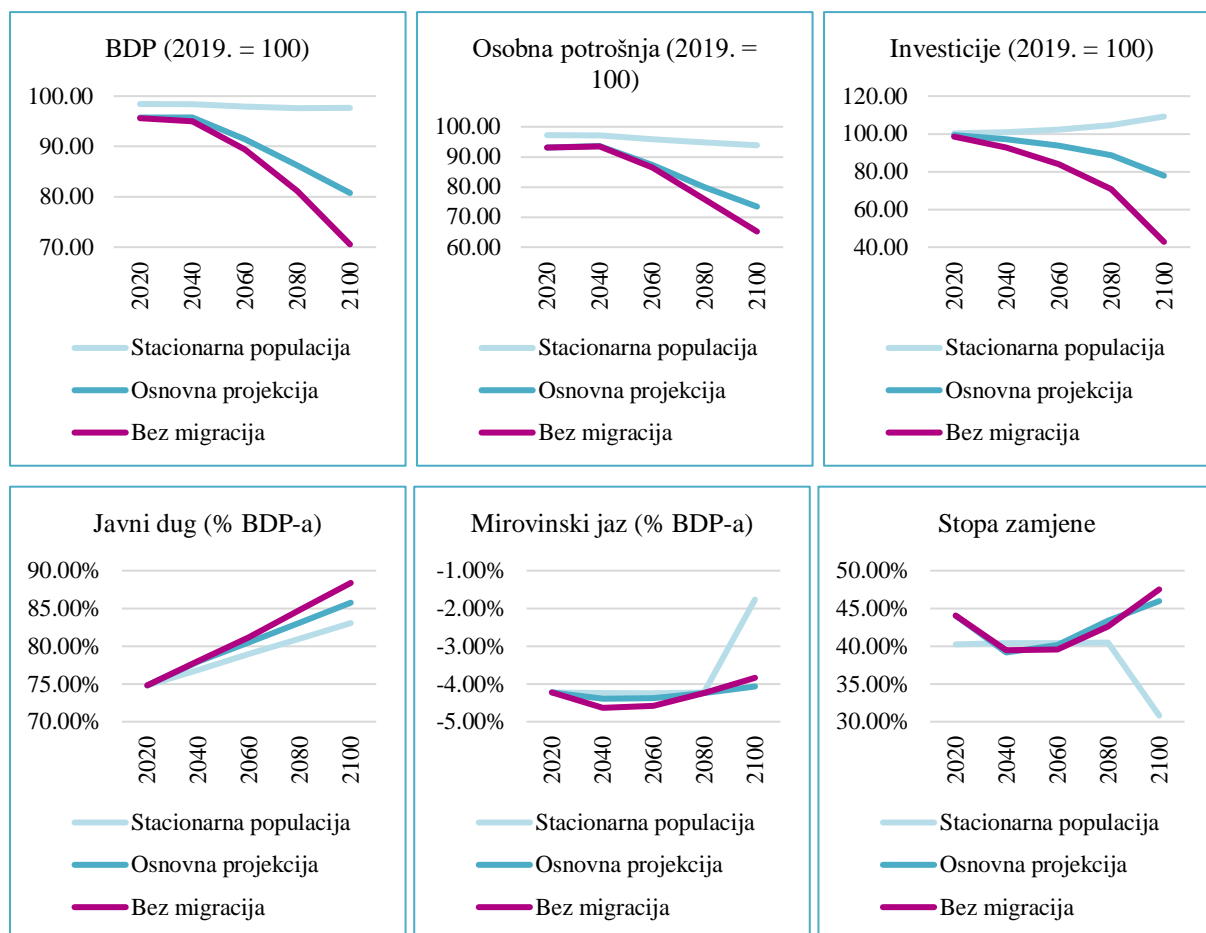 BDP (2019. = 100)
100.00
90.00
80.00
70.00
2020
2040
2060
2080
2100
Stacionarna populacija
Osnovna projekcija
Bez migracija
Osobna potrošnja (2019. =
100)
100.00
90.00
80.00
70.00
60.00
2020
2040
2060
2080
2100
Stacionarna populacija
Osnovna projekcija
Bez migracija
Investicije (2019. = 100)
120.00
100.00
80.00
60.00
40.00
2020
2040
2060
2080
2100
Stacionarna populacija
Osnovna projekcija
Bez migracija
Javni dug (% BDP-a)
90.00%
85.00%
80.00%
75.00%
70.00%
2020
2040
2060
2080
2100
Stacionarna populacija
Osnovna projekcija
Bez migracija
Mirovinski jaz (% BDP-a)
-1.00%
-2.00%
-3.00%
-4.00%
-5.00%
2020
2040
2060
2080
2100
Stacionarna populacija
Osnovna projekcija
Bez migracija
Stopa zamjene
50.00%
45.00%
40.00%
35.00%
30.00%
2020
2040
2060
2080
2100
Stacionarna populacija
Osnovna projekcija
Bez migracija